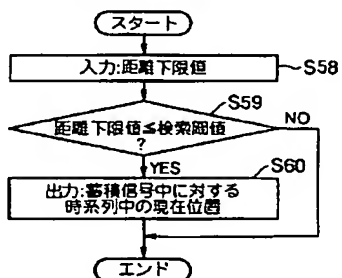 スタート
入力:距離下限値
S58
距離下限値≦検索閾値
?
S59
NO
YES
出力:蓄積信号中に対する
時系列中の現在位置
S60
エンド